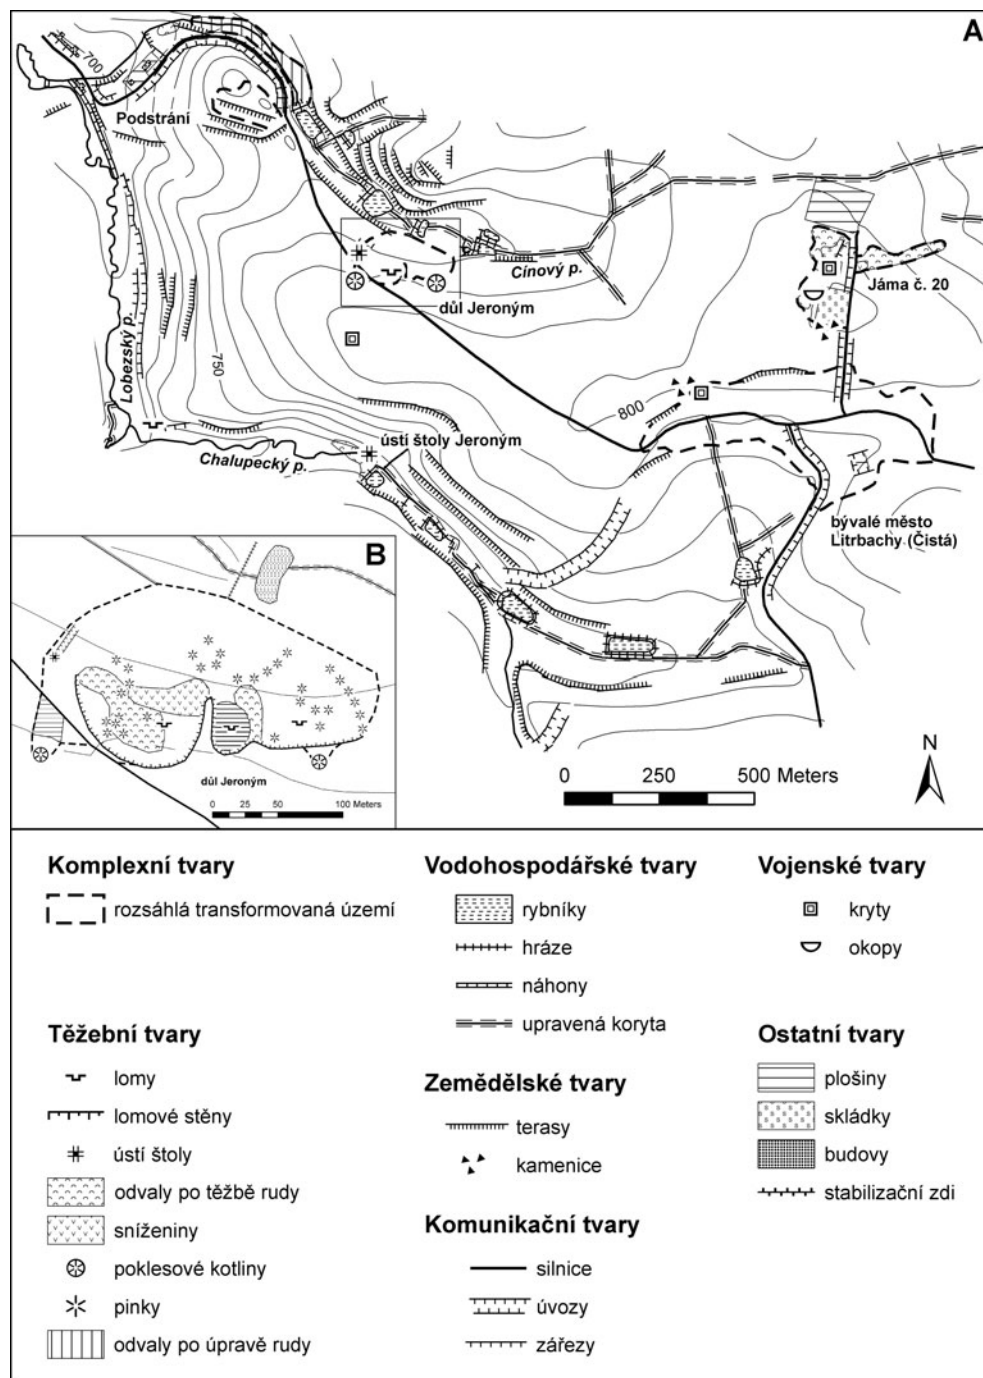 A
700
Podstrání
Cínový p.
Jáma č. 20
důl Jeroným
Lobezský p.
750
800
ústí štoly Jeroným
Chalupecký p.
bývalé město
Litrbachy (Čistá)
B
důl Jeroným
0 25 50 100 Meters
0 250 500 Meters
N
Komplexní tvary
rozsáhlá transformovaná území
Těžební tvary
lomy
lomové stěny
ústí štoly
odvaly po těžbě rudy
sníženiny
poklesové kotliny
pinky
odvaly po úpravě rudy
Vodohospodářské tvary
rybníky
hráze
náhony
upravená koryta
Zemědělské tvary
terasy
kamenice
Komunikační tvary
silnice
úvozy
zářezy
Vojenské tvary
kryty
okopy
Ostatní tvary
plošiny
skládky
budovy
stabilizační zdi